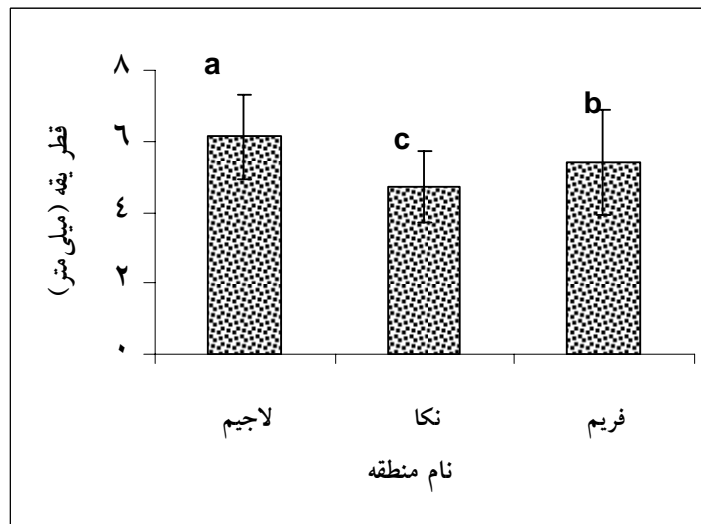 قطر یقه (میلی متر)
۸
۶
۴
۲
۰
a
c
b
لاجیم
نکا
فریم
نام منطقه